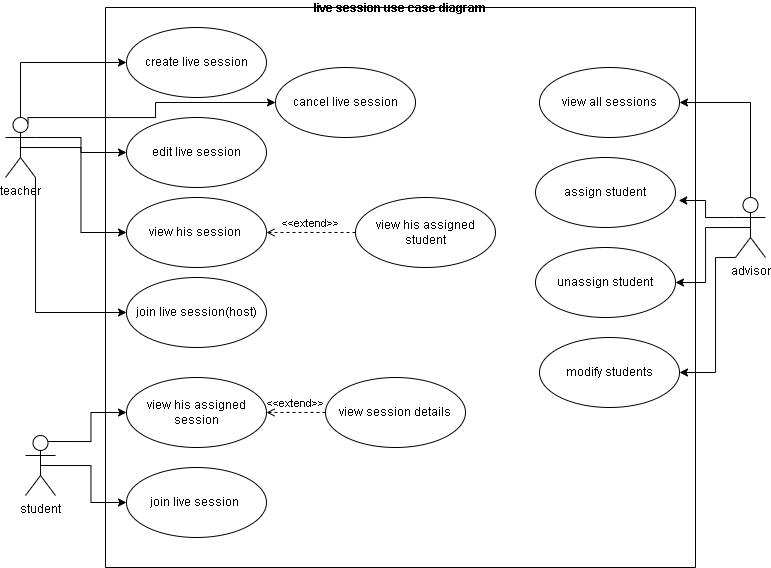 live session use case diagram
create live session
cancel live session
view all sessions
edit live session
teacher
assign student
view his session
<<extend>>
view his assigned
student
advisor
unassign student
join live session(host)
modify students
view his assigned
session
<<extend>>
view session details
student
join live session